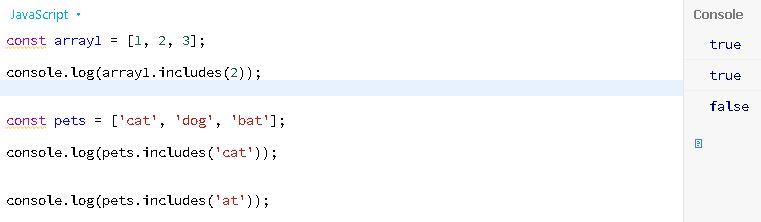 JavaScript
const array1 = [1, 2, 3];
console.log(array1.includes(2));
const pets = ['cat', 'dog', 'bat'];
console.log(pets.includes('cat'));
console.log(pets.includes('at'));
Console
true
true
false